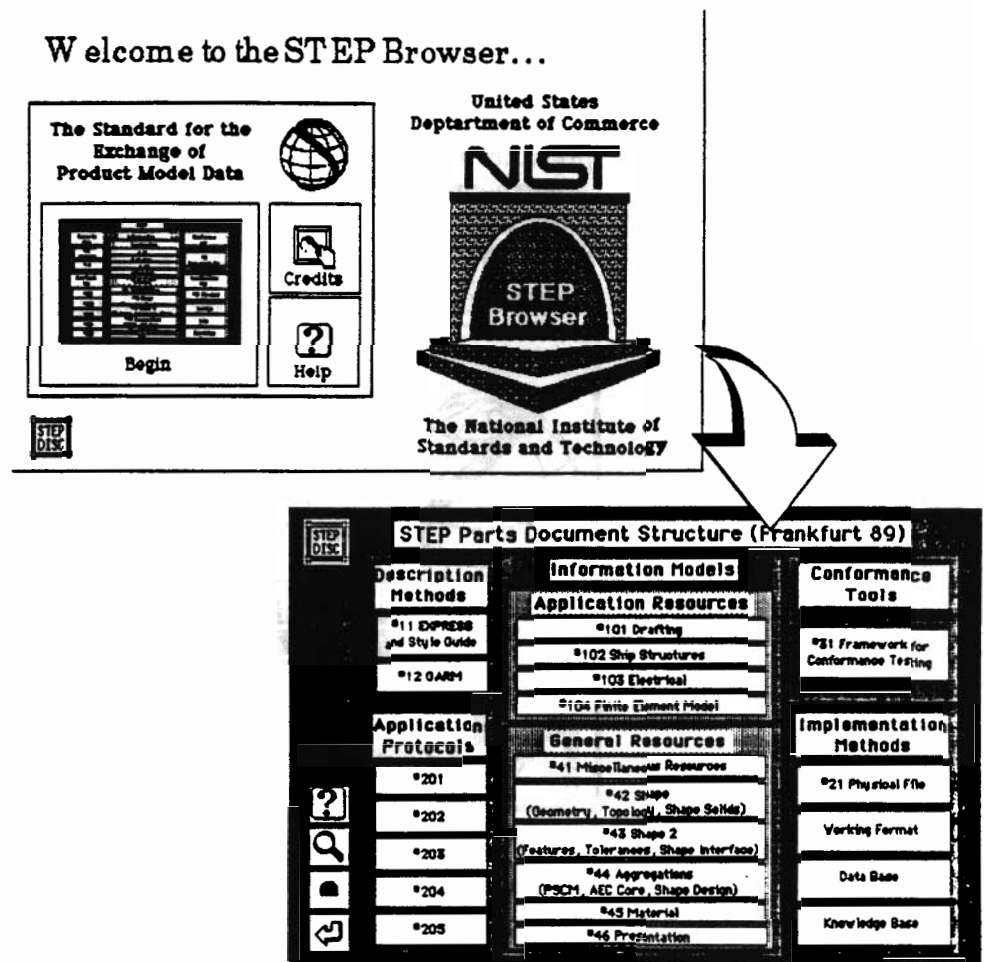 Welcome to the STEP Browser...
The Standard for the
Exchange of
Product Model Data
Begin
Credits
Help
STEP
DISC
United States
Deptartment of Commerce
NIST
STEP
Browser
The National Institute of
Standards and Technology
STEP
DISC
STEP Parts Document Structure (Frankfurt 89)
Description
Methods
#11 EXPRESS
and Style Guide
#12 GARM
Application
Protocols
#201
#202
#203
#204
#205
Information Models
Application Resources
#101 Drafting
#102 Ship Structures
#103 Electrical
#104 Finite Element Model
General Resources
#41 Miscellaneous Resources
#42 Shape
(Geometry, Topology, Shape Solids)
#43 Shape 2
(Features, Tolerances, Shape Interface)
#44 Aggregations
(PSCM, AEC Core, Shape Design)
#45 Material
#46 Presentation
Conformance
Tools
#31 Framework for
Conformance Testing
Implementation
Methods
#21 Physical File
Working Format
Data Base
Knowledge Base